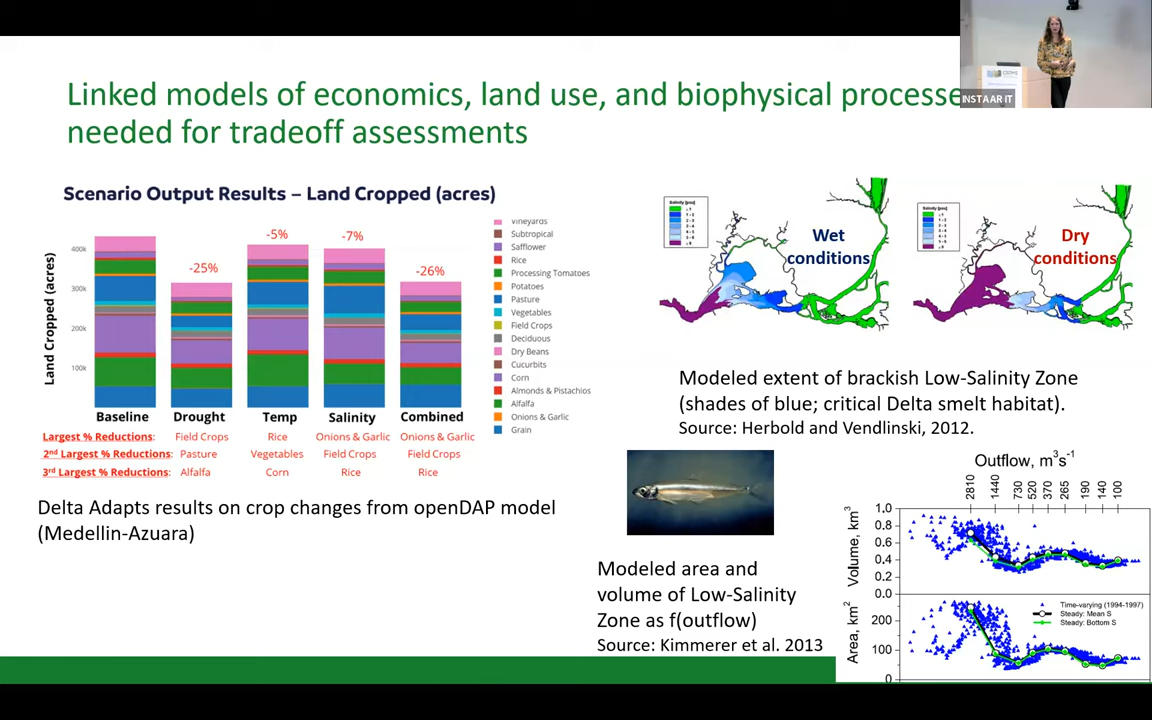 Linked models of economics, land use, and biophysical processe
needed for tradeoff assessments
INSTAAR IT
CSDMS
Scenario Output Results – Land Cropped (acres)
Land Cropped (acres)
400k
300k
200k
100k
-25%
-5%
-7%
-26%
Baseline Drought Temp Salinity Combined
Largest % Reductions: Field Crops Rice Onions & Garlic Onions & Garlic
2nd Largest % Reductions: Pasture Vegetables Field Crops Field Crops
3rd Largest % Reductions: Alfalfa Corn Rice Rice
Vineyards
Subtropical
Safflower
Rice
Processing Tomatoes
Potatoes
Pasture
Vegetables
Field Crops
Deciduous
Dry Beans
Cucurbits
Corn
Almonds & Pistachios
Alfalfa
Onions & Garlic
Grain
Delta Adapts results on crop changes from openDAP model
(Medellin-Azuara)
Wet
conditions
Dry
conditions
Modeled extent of brackish Low-Salinity Zone
(shades of blue; critical Delta smelt habitat).
Source: Herbold and Vendlinski, 2012.
Modeled area and
volume of Low-Salinity
Zone as f(outflow)
Source: Kimmerer et al. 2013
Outflow, m3s-1
2810 1440 730 520 370 265 190 140 100
Volume, km3
1.0
0.8
0.6
0.4
0.2
0.0
Area, km2
200
100
0
Time-varying (1994-1997)
Steady: Mean S
Steady: Bottom S